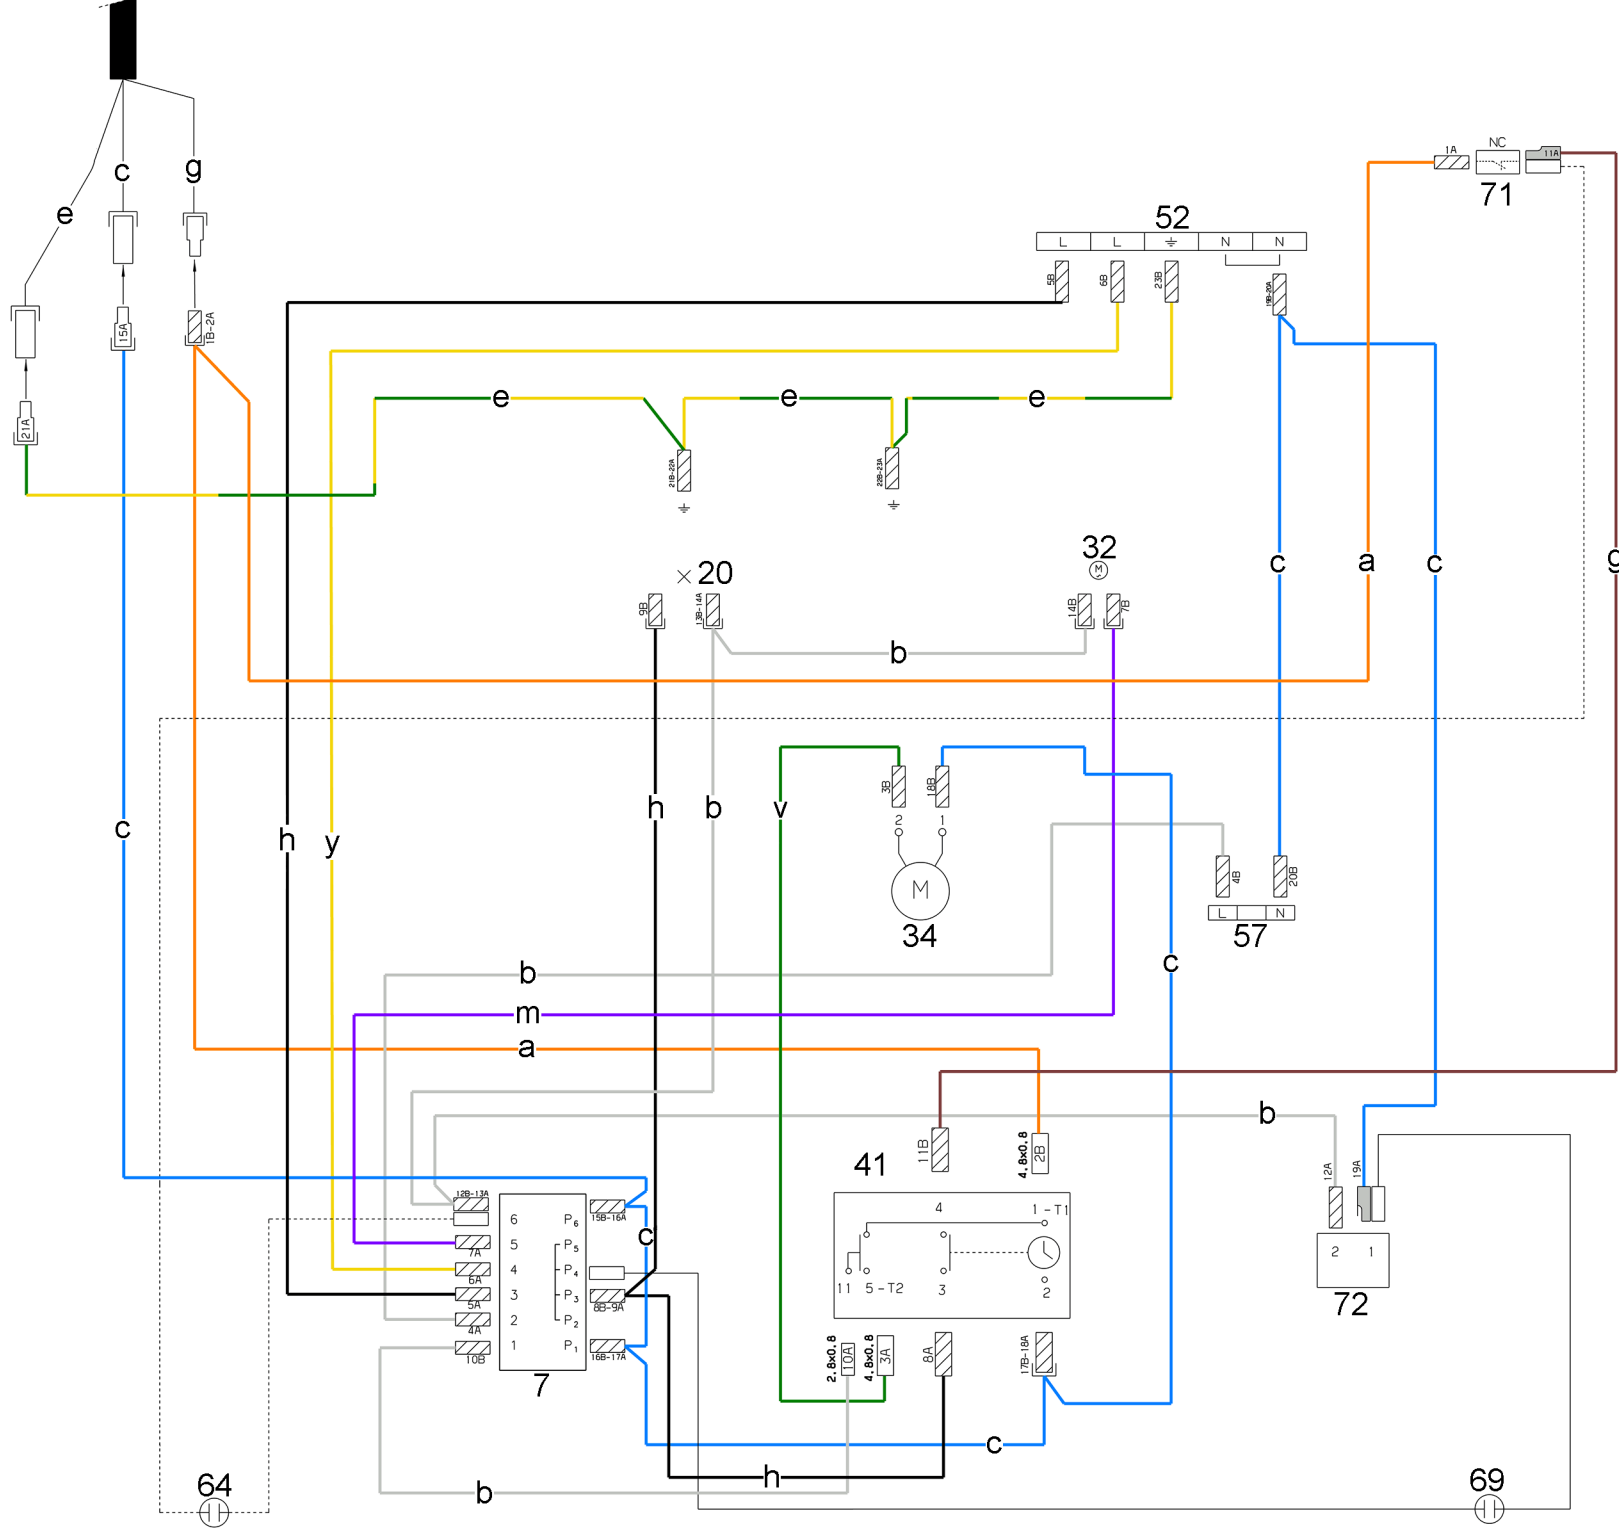 c
g
e
NC
1A
11A
71
52
L L N N
5B
6B
23B
19B-20A
15A
1B-2A
21A
e
e
e
21B-22A
22B-23A
32
M
20
9B
13B-14A
14B
7B
c
a
c
g
b
h
b
v
3B
18B
2
1
M
34
c
h
y
4B
20B
L N
57
c
b
m
a
b
11B
4.8x0.8
2B
41
12A
19A
12B-13A
15B-16A
6 P6
5 P5
7A
4 P4
6A
3 P3
5A
8B-9A
2 P2
4A
1 P1
10B
16B-17A
7
c
4
1-T1
11
5-T2
3
2
2 1
72
2.8x0.8
10A
4.8x0.8
3A
8A
17B-18A
c
h
b
64
69